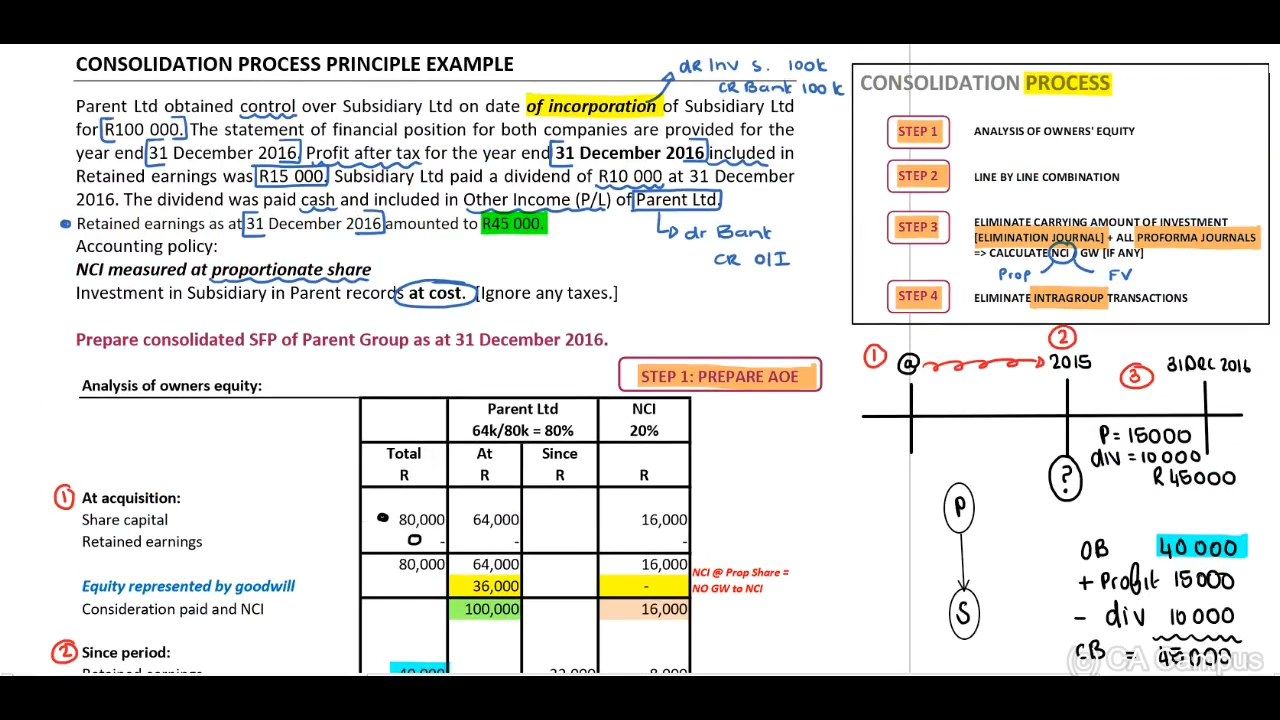 CONSOLIDATION PROCESS PRINCIPLE EXAMPLE
dr Inv S. 100k
CR Bank 100k
Parent Ltd obtained control over Subsidiary Ltd on date of incorporation of Subsidiary Ltd
for R100 000. The statement of financial position for both companies are provided for the
year end 31 December 2016. Profit after tax for the year end 31 December 2016 included in
Retained earnings was R15 000. Subsidiary Ltd paid a dividend of R10 000 at 31 December
2016. The dividend was paid cash and included in Other Income (P/L) of Parent Ltd.
Retained earnings as at 31 December 2016 amounted to R45 000.
dr Bank
CR O/I
Accounting policy:
NCI measured at proportionate share
Investment in Subsidiary in Parent records at cost. [Ignore any taxes.]
Prepare consolidated SFP of Parent Group as at 31 December 2016.
STEP 1: PREPARE AOE
Analysis of owners equity:
Parent Ltd NCI
64k/80k = 80% 20%
Total At Since
R R R R
1 At acquisition:
Share capital 80,000 64,000 16,000
Retained earnings 0 - - -
80,000 64,000 16,000
Equity represented by goodwill 36,000 -
NCI @ Prop Share =
NO GW to NCI
Consideration paid and NCI 100,000 16,000
2 Since period:
Retained earnings 40,000 32,000 8,000
CONSOLIDATION PROCESS
STEP 1 ANALYSIS OF OWNERS' EQUITY
STEP 2 LINE BY LINE COMBINATION
STEP 3 ELIMINATE CARRYING AMOUNT OF INVESTMENT
[ELIMINATION JOURNAL] + ALL PROFORMA JOURNALS
=> CALCULATE NCI / GW [IF ANY]
Prop FV
STEP 4 ELIMINATE INTRAGROUP TRANSACTIONS
1 @ 2 2015 3 31 DEC 2016
P = 15000
div = 10000
R 45000
?
P
S
OB 40 000
+ Profit 15000
- div 10000
CB = 45000
(c) CA Campus